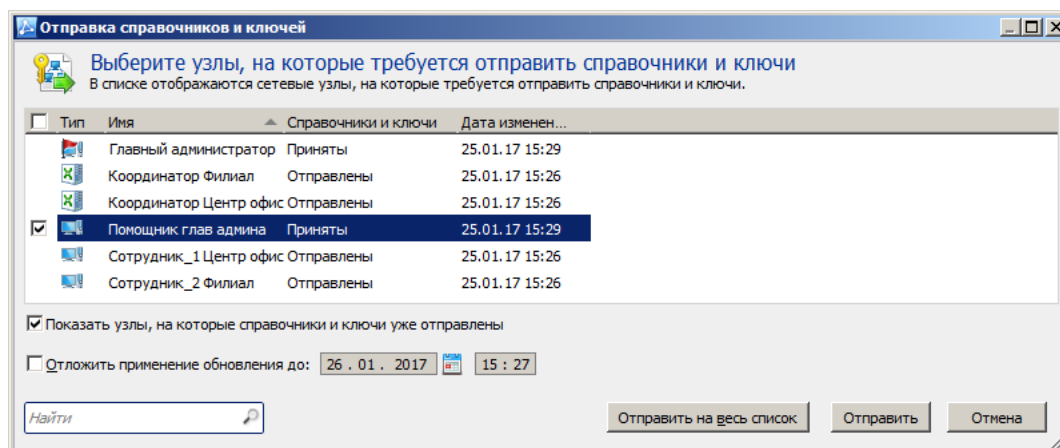 Отправка справочников и ключей
Выберите узлы, на которые требуется отправить справочники и ключи
В списке отображаются сетевые узлы, на которые требуется отправить справочники и ключи.
Тип Имя Справочники и ключи Дата изменен...
Главный администратор Приняты 25.01.17 15:29
Координатор Филиал Отправлены 25.01.17 15:26
Координатор Центр офис Отправлены 25.01.17 15:26
Помощник глав админа Приняты 25.01.17 15:29
Сотрудник_1 Центр офис Отправлены 25.01.17 15:26
Сотрудник_2 Филиал Отправлены 25.01.17 15:26
Показать узлы, на которые справочники и ключи уже отправлены
Отложить применение обновления до: 26 . 01 . 2017 15 : 27
Найти Отправить на весь список Отправить Отмена